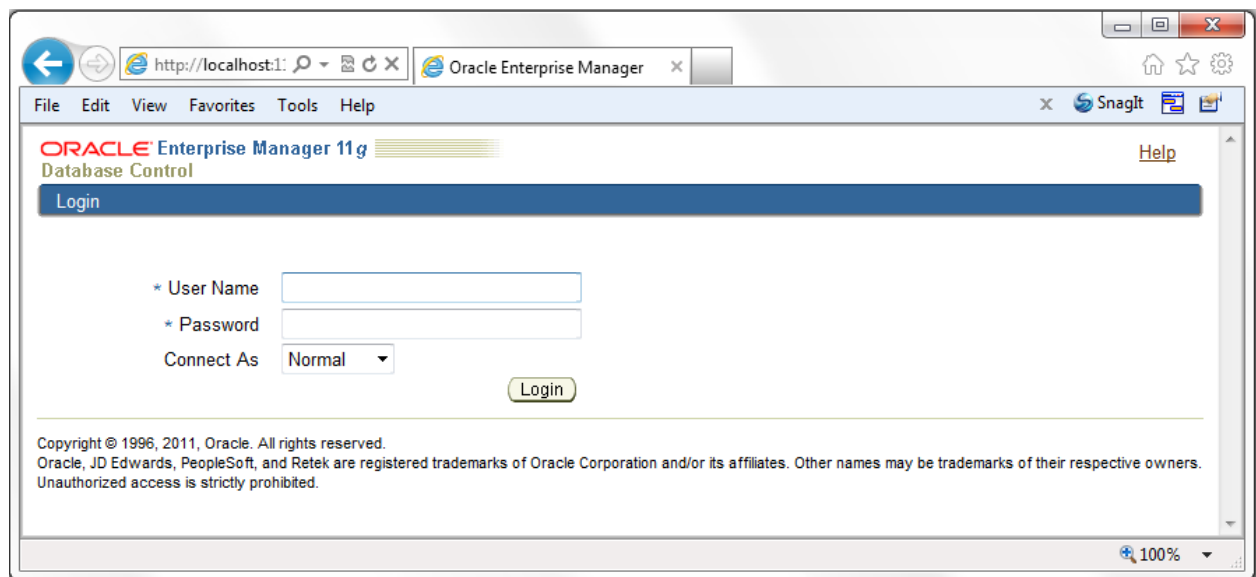 http://localhost:1
Oracle Enterprise Manager
File Edit View Favorites Tools Help
SnagIt
ORACLE Enterprise Manager 11g
Database Control
Help
Login
* User Name
* Password
Connect As Normal
Login
Copyright © 1996, 2011, Oracle. All rights reserved.
Oracle, JD Edwards, PeopleSoft, and Retek are registered trademarks of Oracle Corporation and/or its affiliates. Other names may be trademarks of their respective owners.
Unauthorized access is strictly prohibited.
100%